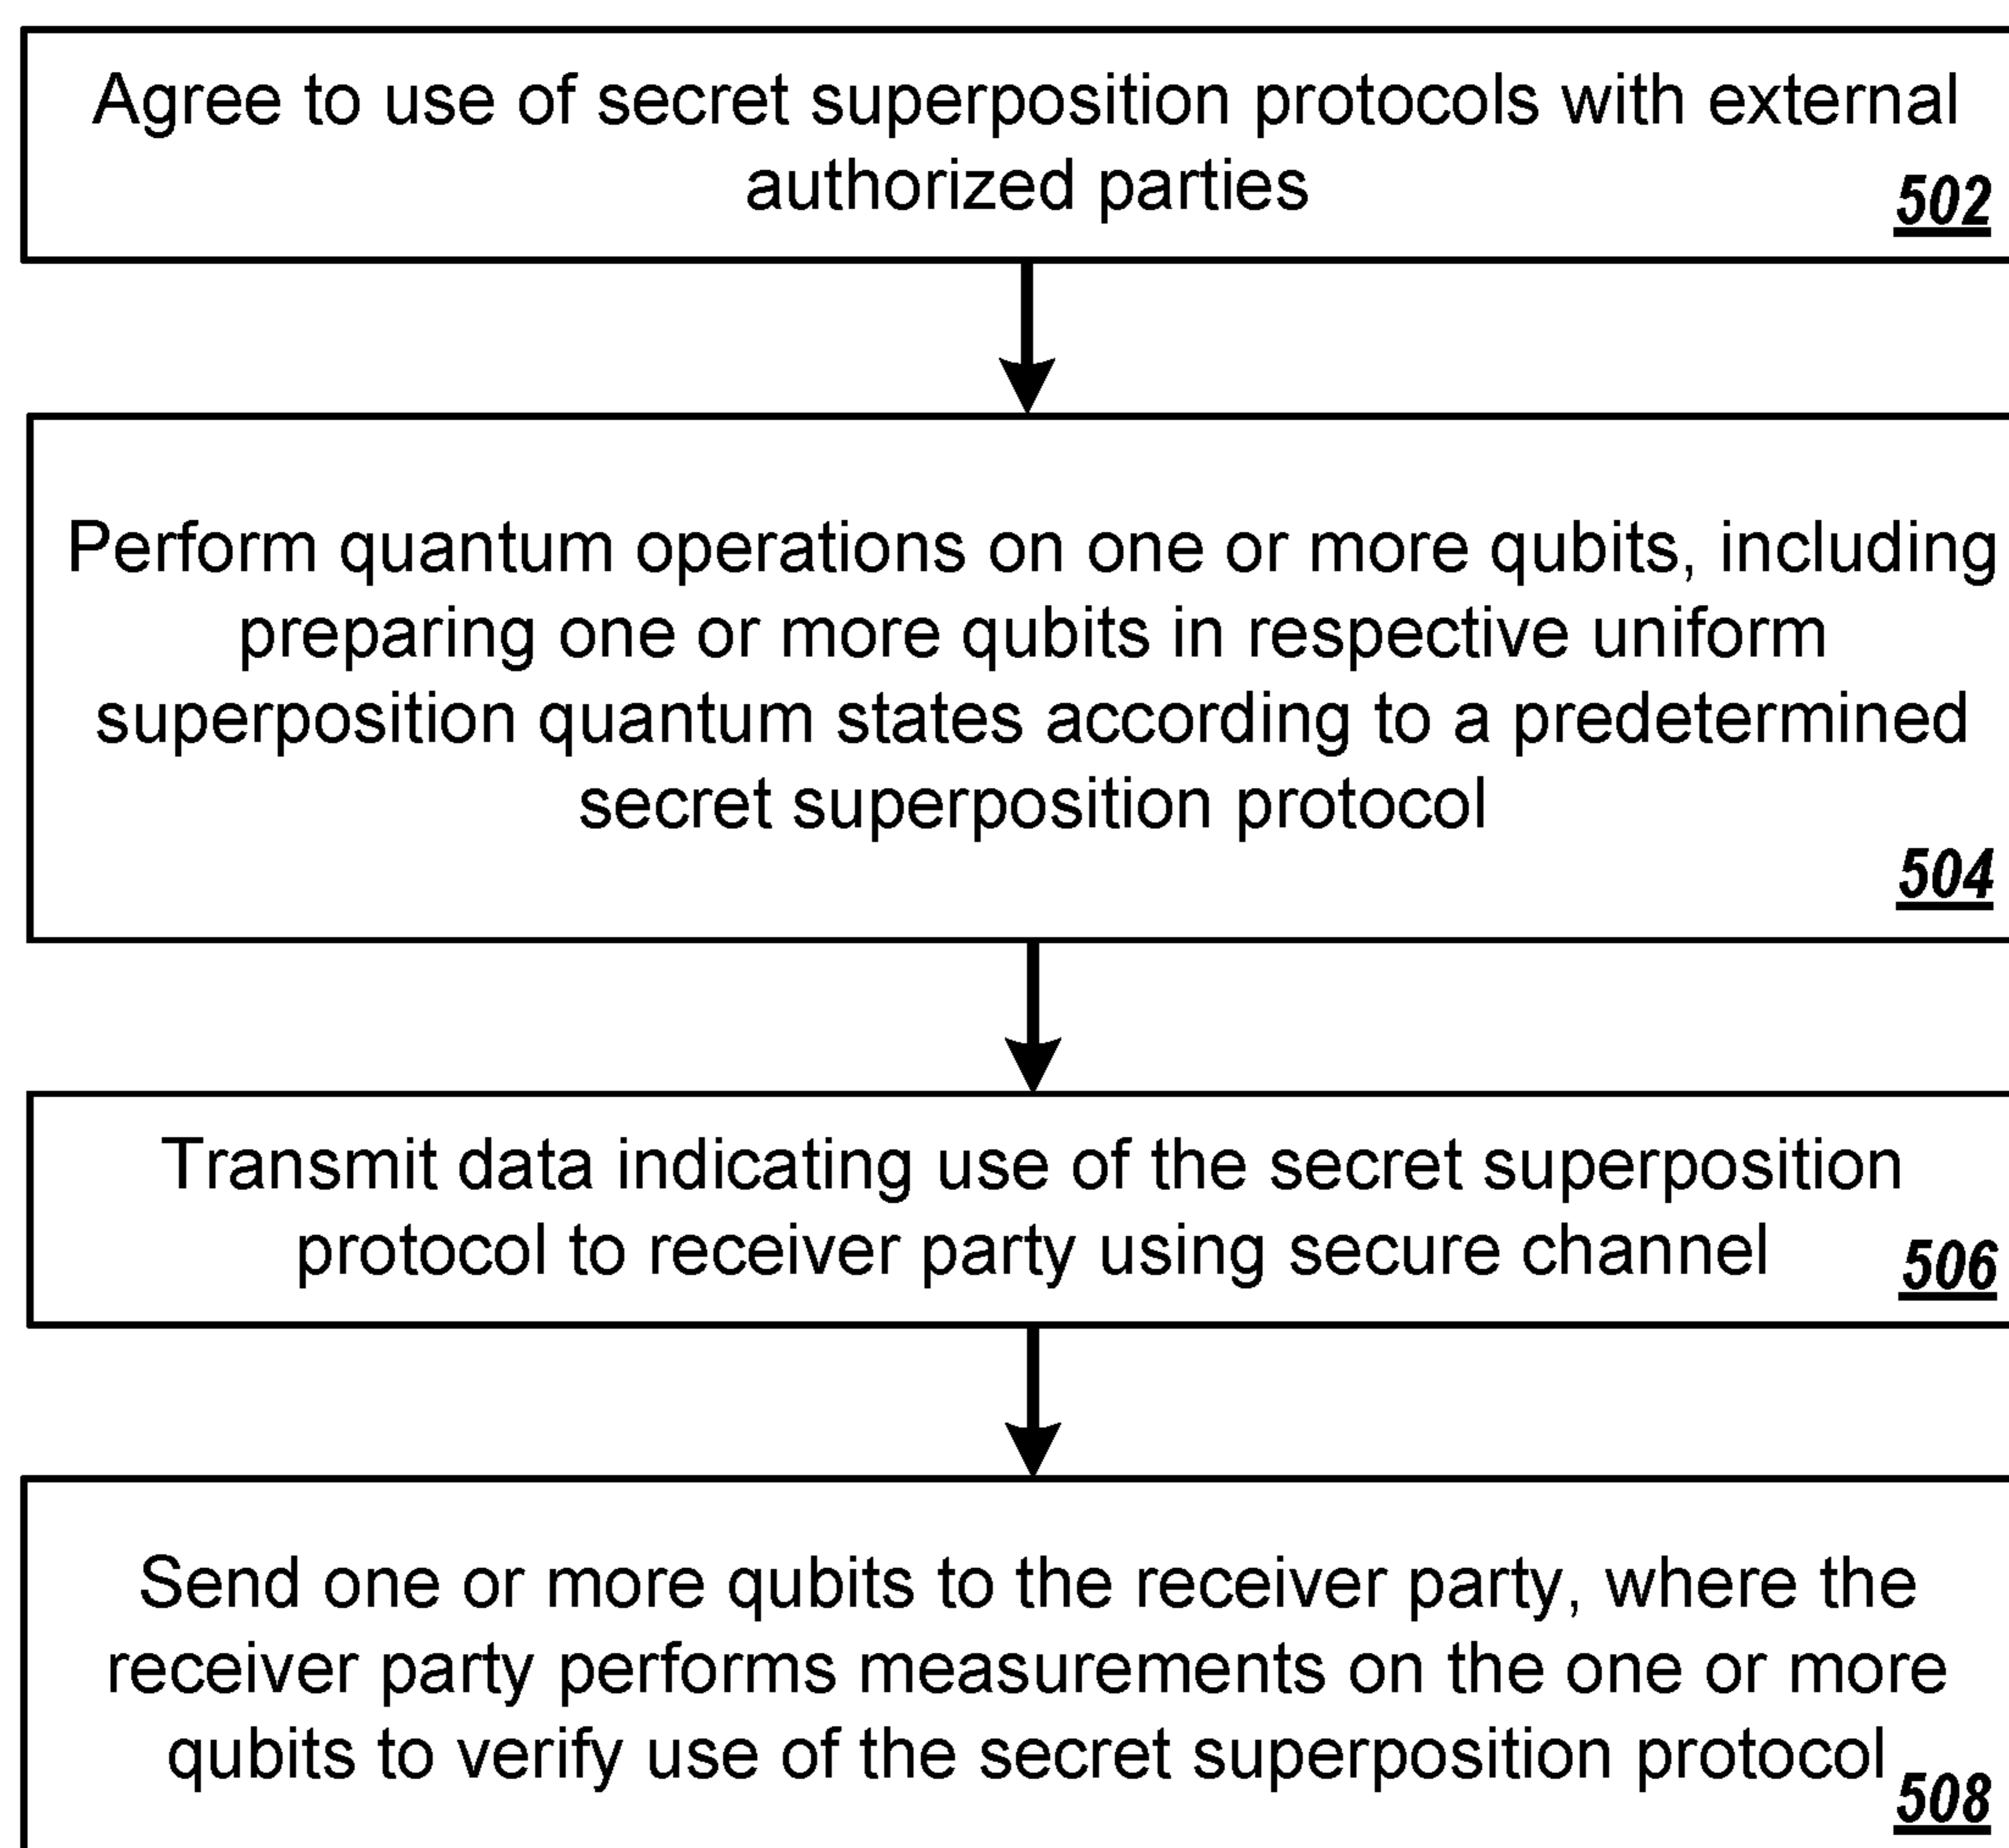 Agree to use of secret superposition protocols with external
authorized parties
502
Perform quantum operations on one or more qubits, including
preparing one or more qubits in respective uniform
superposition quantum states according to a predetermined
secret superposition protocol
504
Transmit data indicating use of the secret superposition
protocol to receiver party using secure channel
506
Send one or more qubits to the receiver party, where the
receiver party performs measurements on the one or more
qubits to verify use of the secret superposition protocol
508